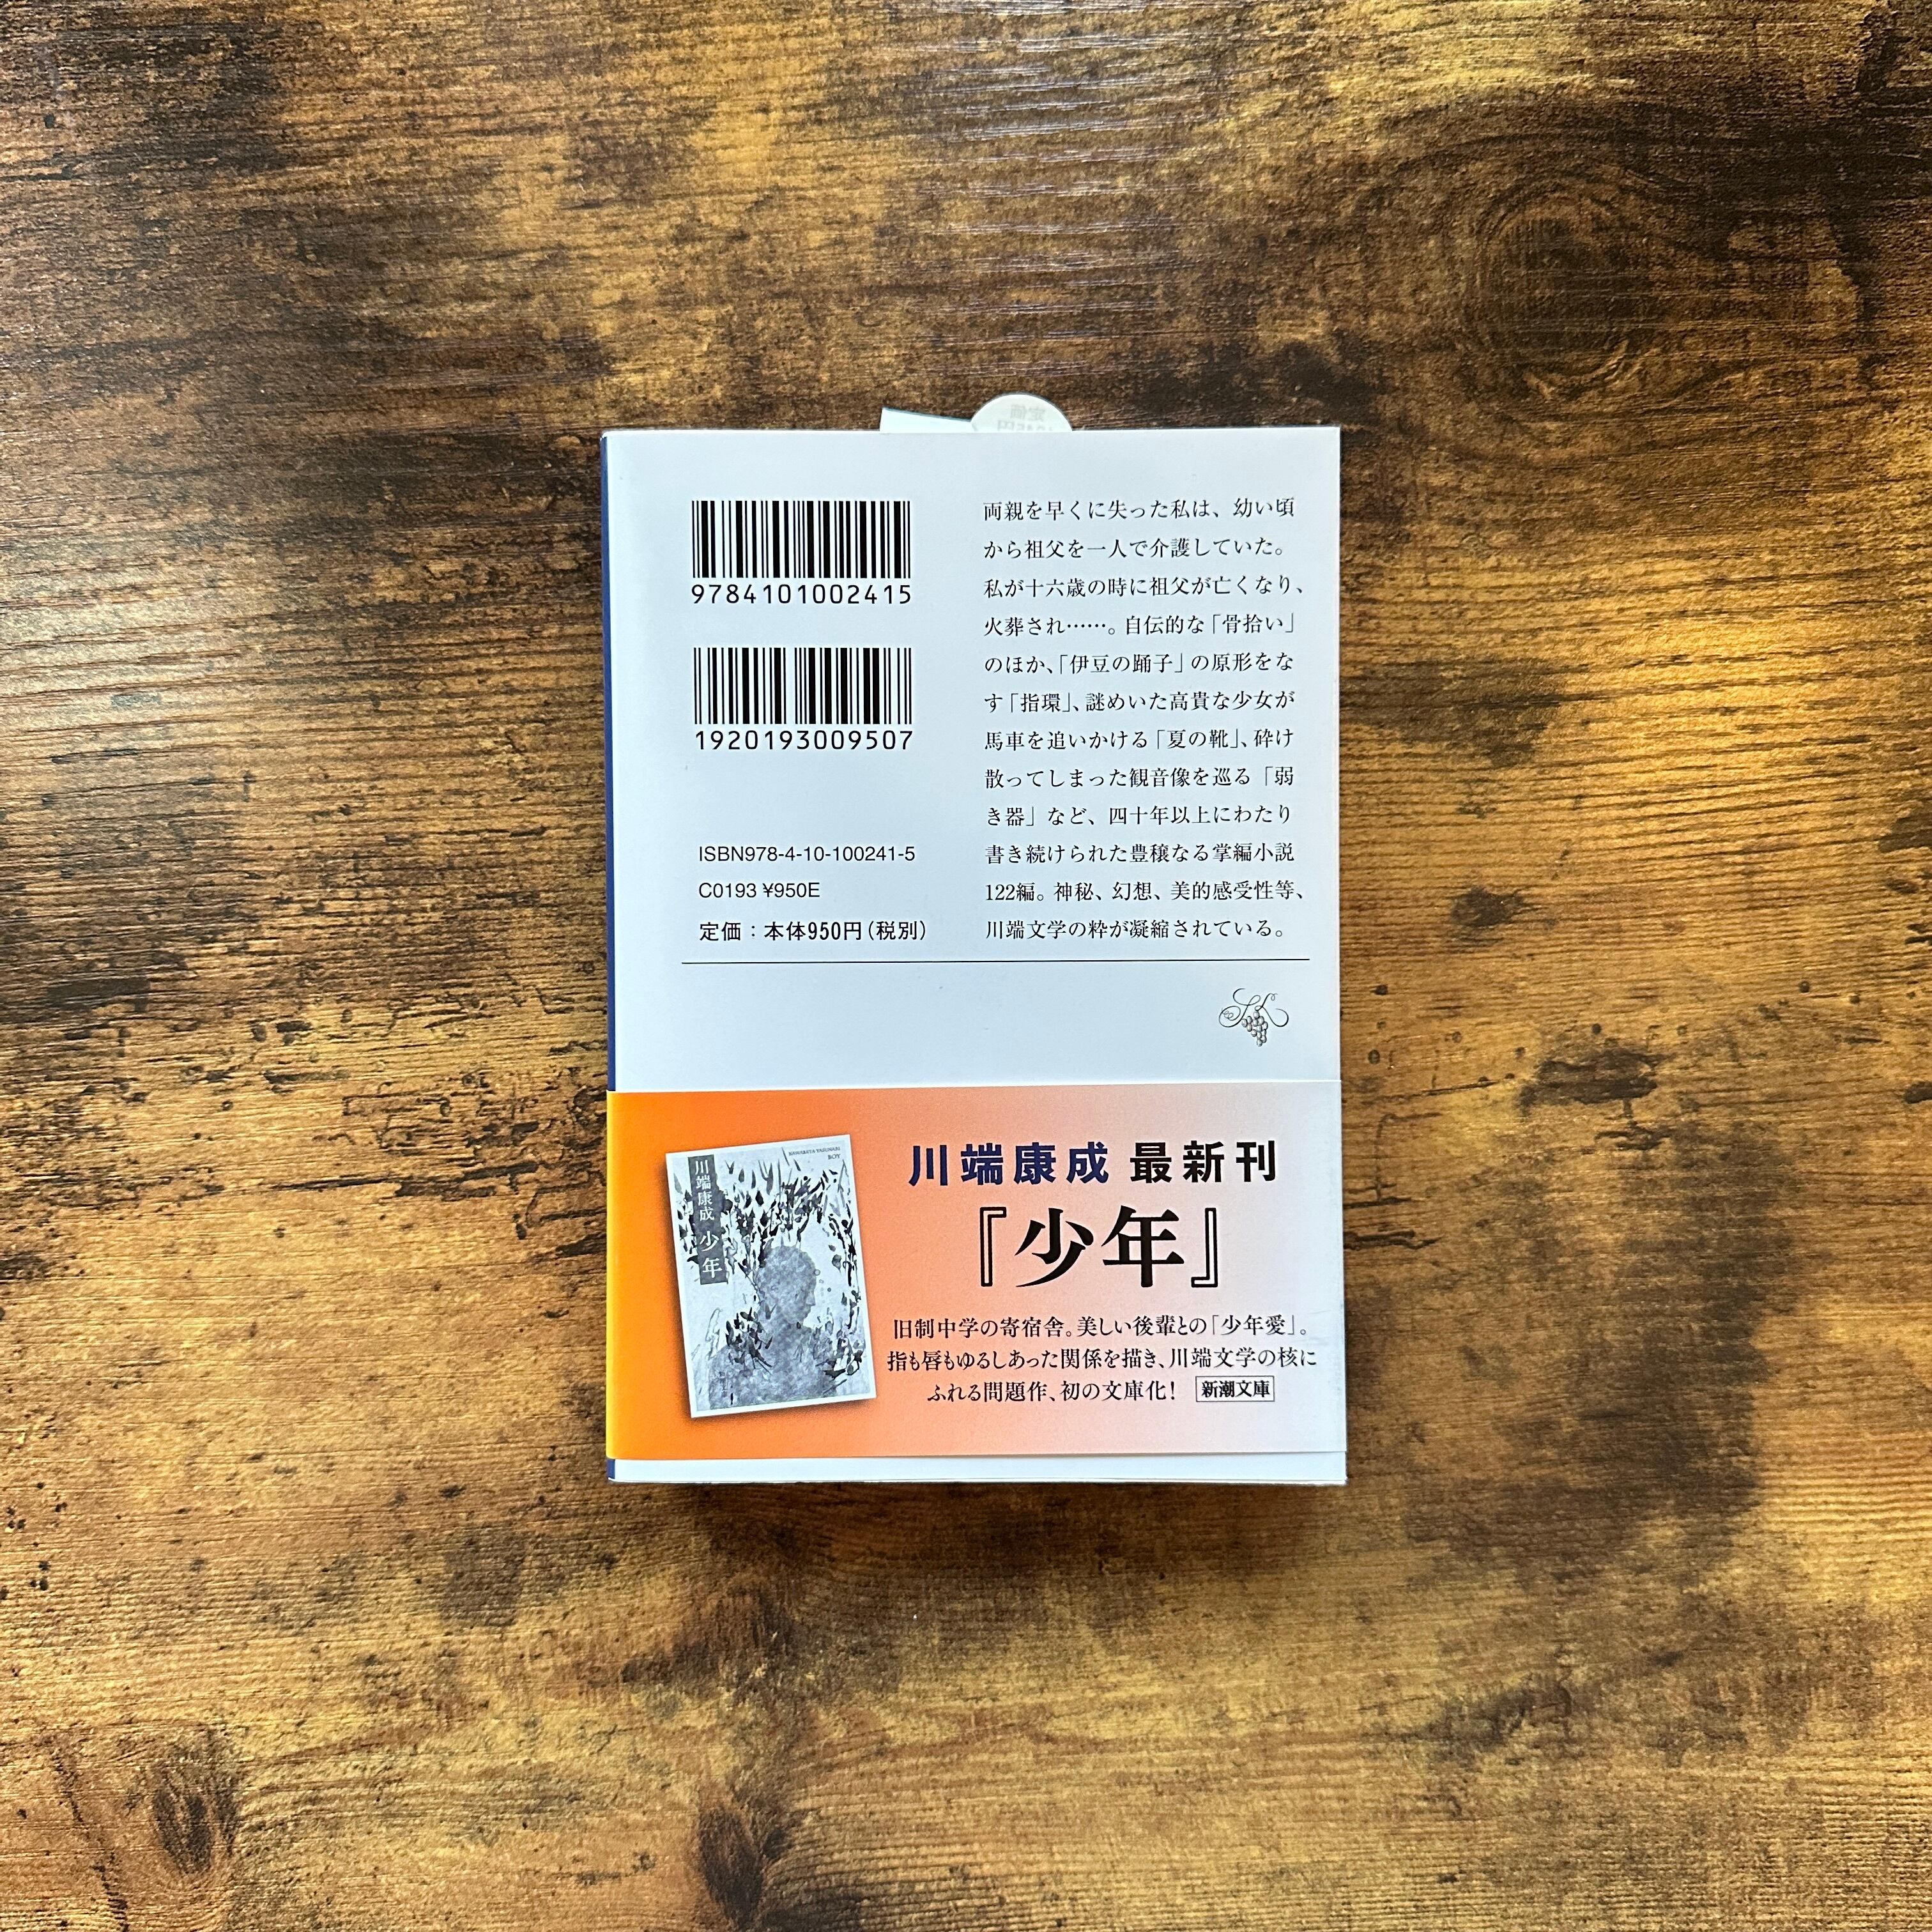 9784101002415
1920193009507
ISBN978-4-10-100241-5
C0193 ¥950E
定価：本体950円（税別）
両親を早くに失った私は、幼い頃
から祖父を一人で介護していた。
私が十六歳の時に祖父が亡くなり、
火葬され……。自伝的な「骨拾い」
のほか、「伊豆の踊子」の原形をな
す「指環」、謎めいた高貴な少女が
馬車を追いかける「夏の靴」、砕け
散ってしまった観音像を巡る「弱
き器」など、四十年以上にわたり
書き続けられた豊穣なる掌編小説
122編。神秘、幻想、美的感受性等、
川端文学の粋が凝縮されている。
KAWABATA YASUNARI
BOY
川端康成 少年
川端康成 最新刊
『少年』
旧制中学の寄宿舎。美しい後輩との「少年愛」。
指も唇もゆるしあった関係を描き、川端文学の核に
ふれる問題作、初の文庫化！ 新潮文庫